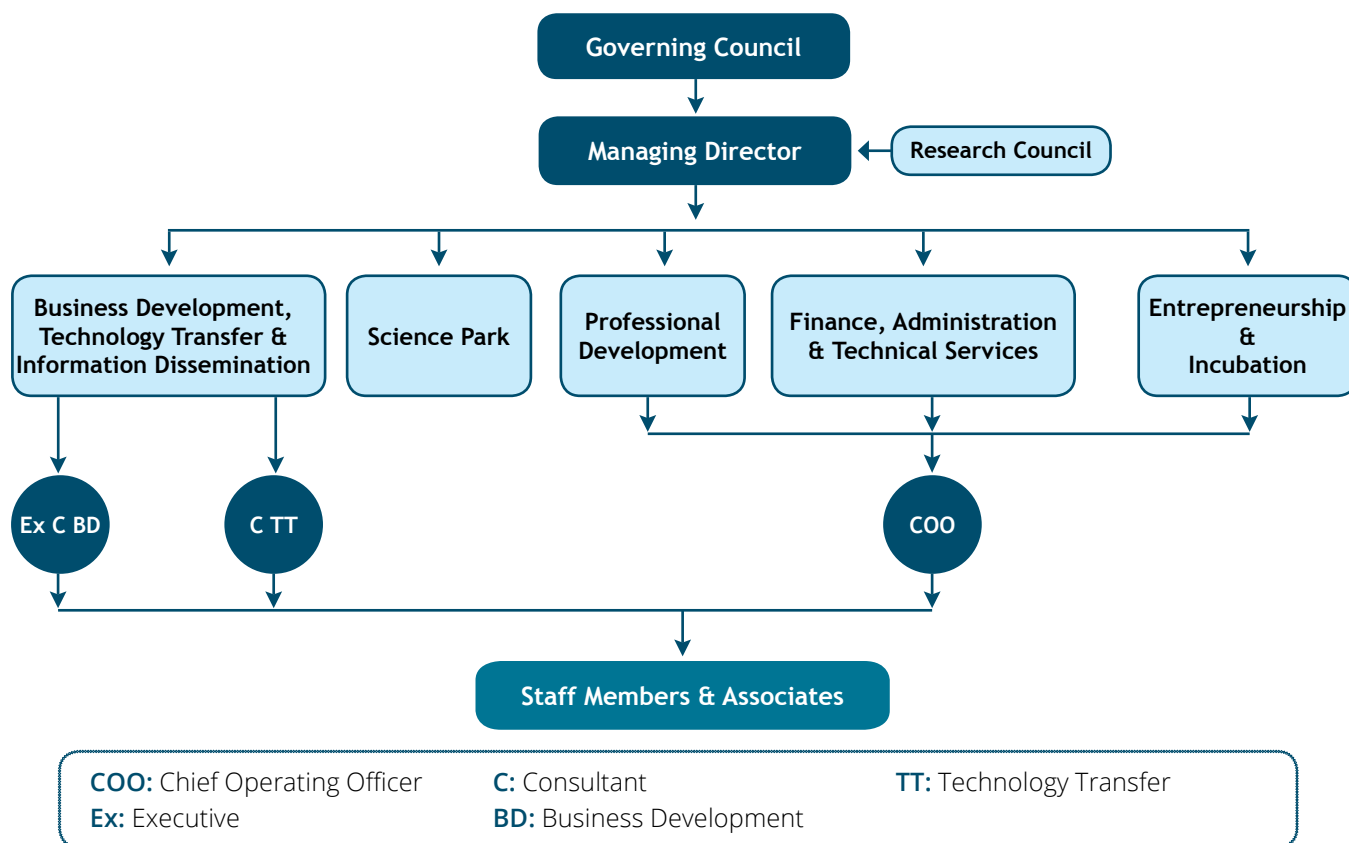 Governing Council
Managing Director
Research Council
Business Development,
Technology Transfer &
Information Dissemination
Science Park
Professional
Development
Finance, Administration
& Technical Services
Entrepreneurship
&
Incubation
Ex C BD
C TT
COO
Staff Members & Associates
COO: Chief Operating Officer
C: Consultant
TT: Technology Transfer
Ex: Executive
BD: Business Development